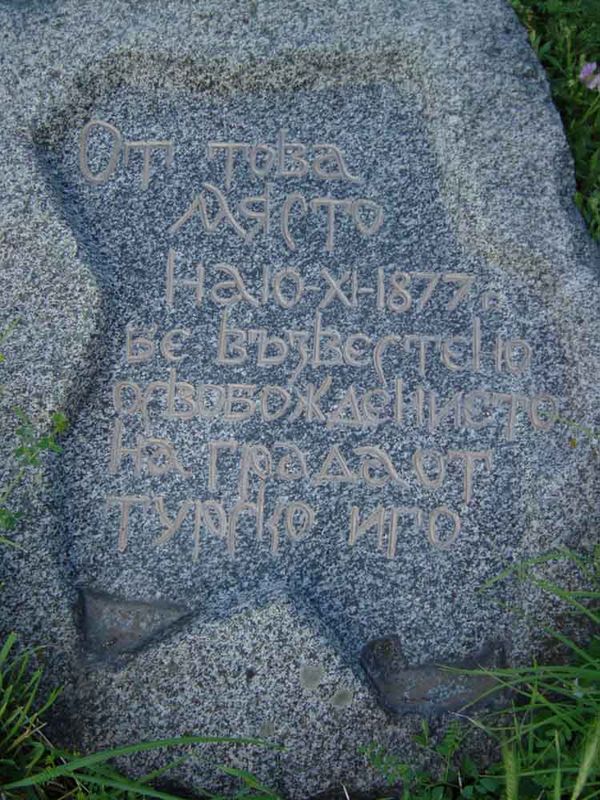 От това
място
на 10-XI-1877 г.
бе възвестено
освобождението
на града от
турско иго